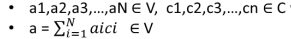 • a1,a2,a3,...,aN ∈ V, c1,c2,c3,...,cn ∈ C
• a = ∑_{i=1}^{N} aici ∈ V